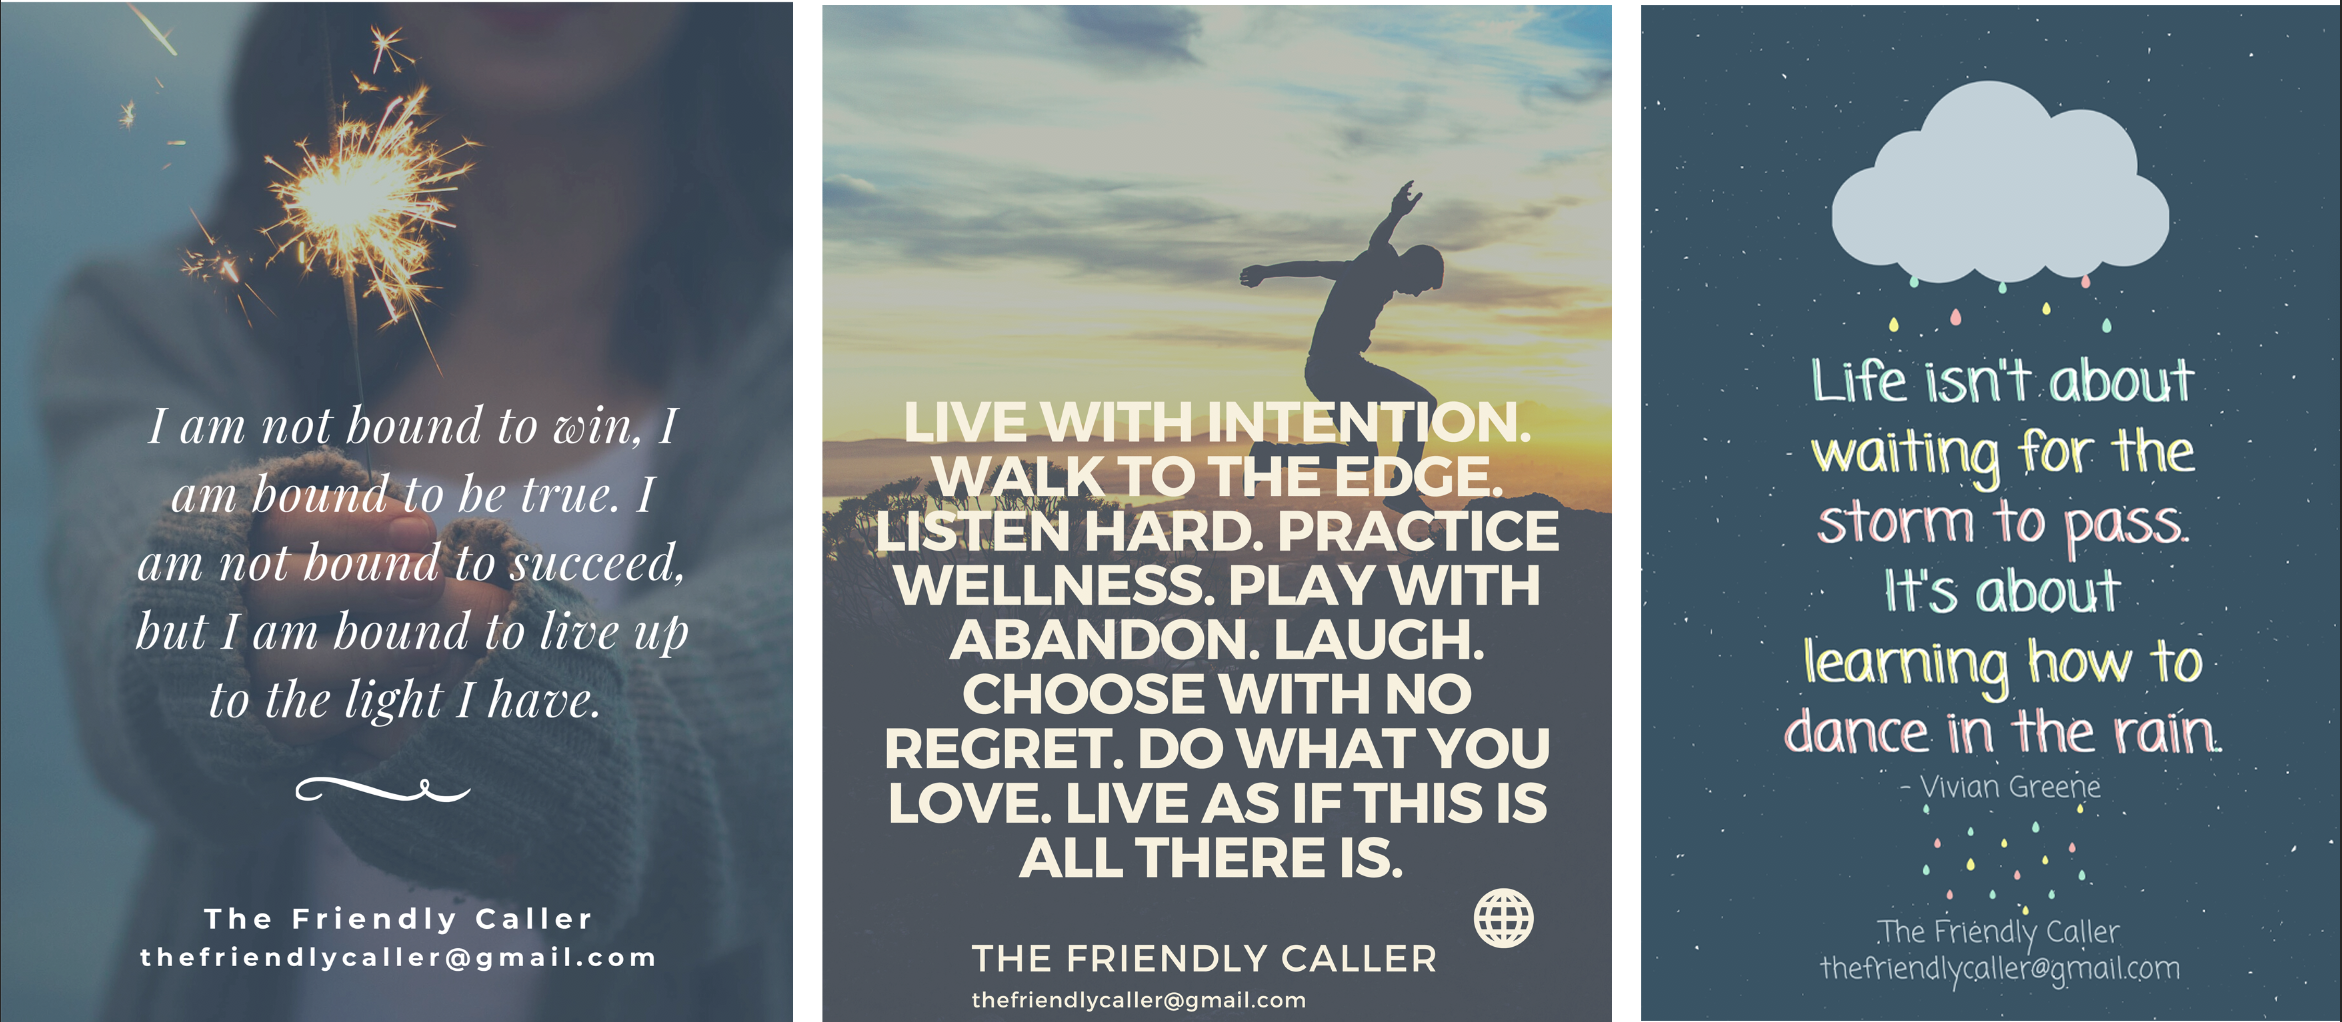 I am not bound to win, I
am bound to be true. I
am not bound to succeed,
but I am bound to live up
to the light I have.
The Friendly Caller
thefriendlycaller@gmail.com
LIVE WITH INTENTION.
WALK TO THE EDGE.
LISTEN HARD. PRACTICE
WELLNESS. PLAY WITH
ABANDON. LAUGH.
CHOOSE WITH NO
REGRET. DO WHAT YOU
LOVE. LIVE AS IF THIS IS
ALL THERE IS.
THE FRIENDLY CALLER
thefriendlycaller@gmail.com
Life isn't about
waiting for the
storm to pass.
It's about
learning how to
dance in the rain.
- Vivian Greene
The Friendly Caller
thefriendlycaller@gmail.com